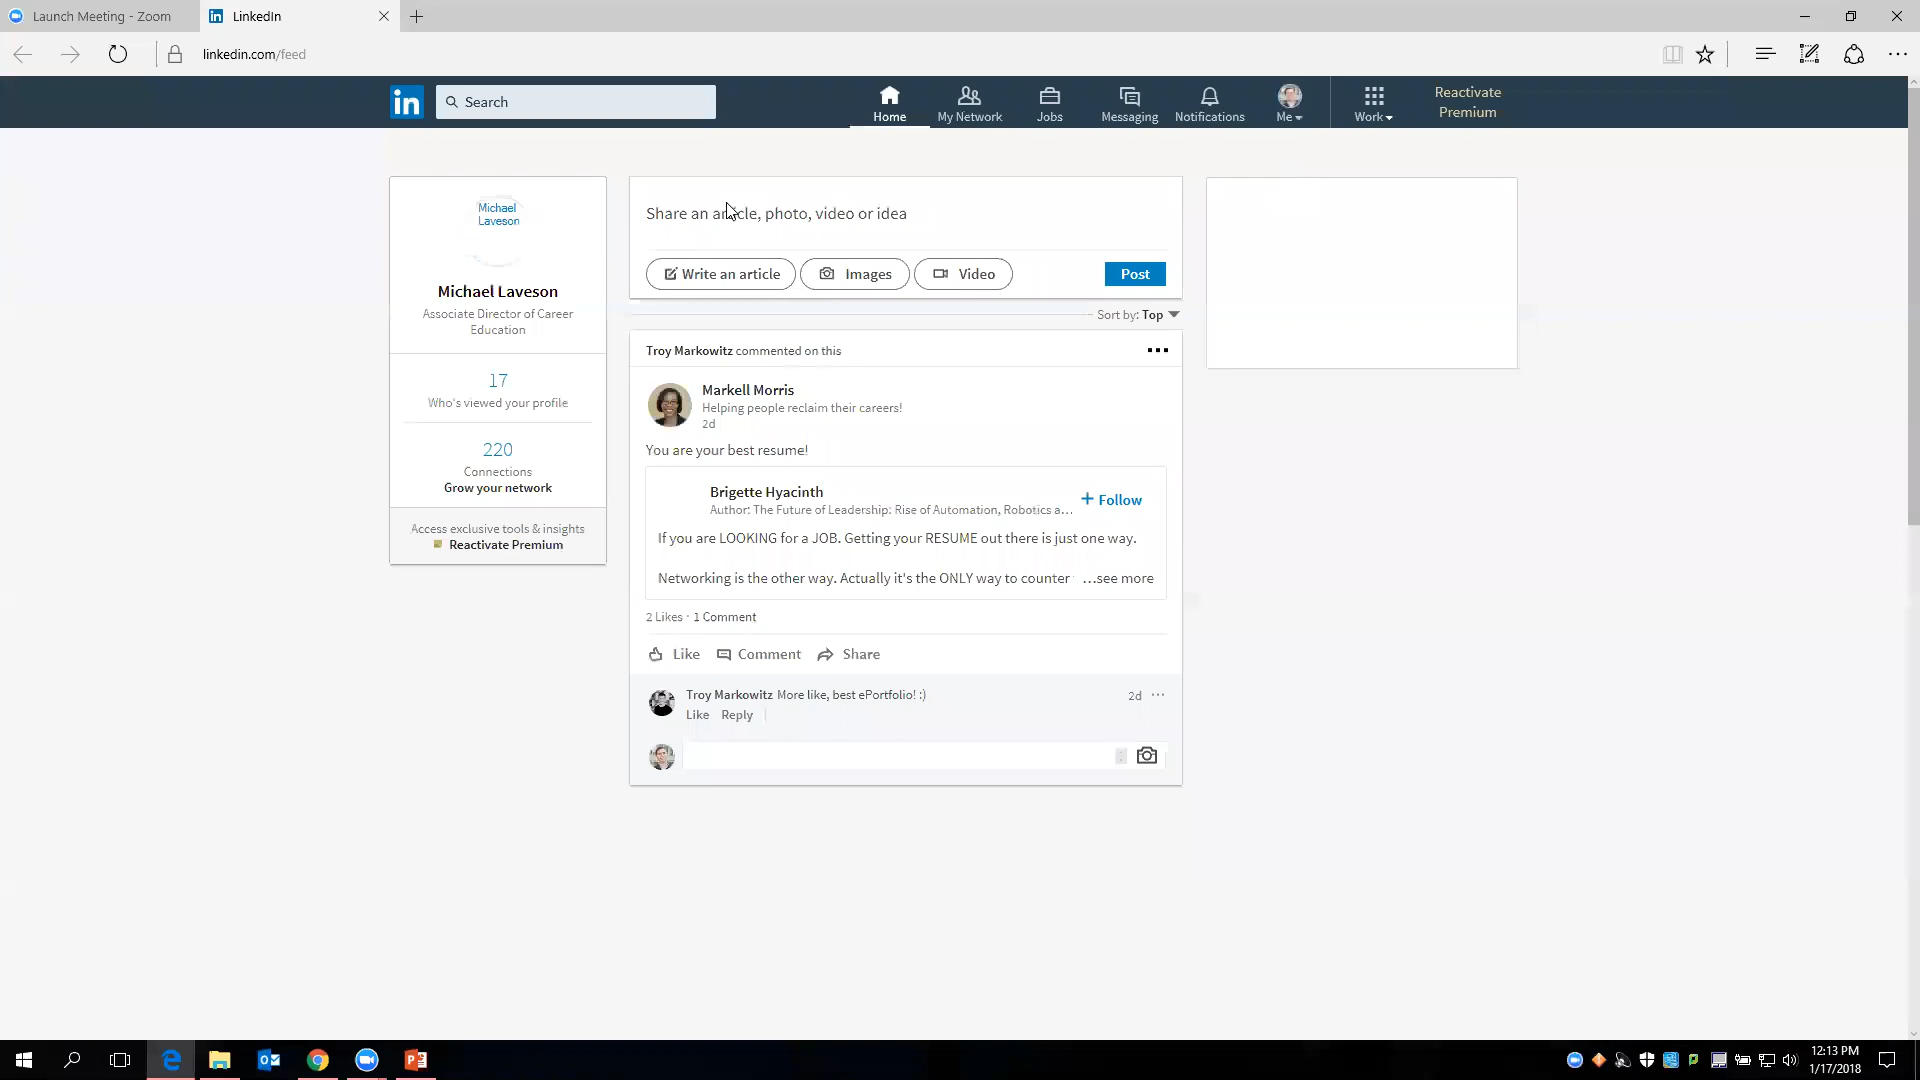 Launch Meeting - Zoom
LinkedIn
linkedin.com/feed
in
Search
Home
My Network
Jobs
Messaging
Notifications
Me
Work
Reactivate
Premium
Michael
Laveson
Michael Laveson
Associate Director of Career
Education
17
Who's viewed your profile
220
Connections
Grow your network
Access exclusive tools & insights
Reactivate Premium
Share an article, photo, video or idea
Write an article
Images
Video
Post
Sort by: Top
Troy Markowitz commented on this
Markell Morris
Helping people reclaim their careers!
2d
You are your best resume!
Brigette Hyacinth
Author: The Future of Leadership: Rise of Automation, Robotics a...
+ Follow
If you are LOOKING for a JOB. Getting your RESUME out there is just one way.
Networking is the other way. Actually it's the ONLY way to counter ...see more
2 Likes · 1 Comment
Like
Comment
Share
Troy Markowitz More like, best ePortfolio! :)
2d
Like
Reply
12:13 PM
1/17/2018